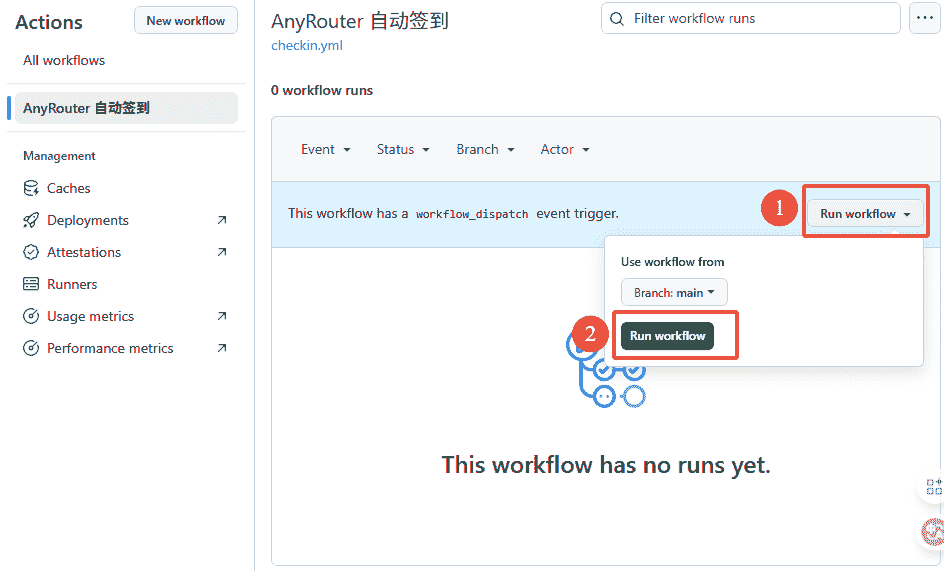 Actions
New workflow
All workflows
AnyRouter 自动签到
Management
Caches
Deployments
Attestations
Runners
Usage metrics
Performance metrics
AnyRouter 自动签到
checkin.yml
Filter workflow runs
0 workflow runs
Event
Status
Branch
Actor
This workflow has a workflow_dispatch event trigger.
1
Run workflow
Use workflow from
Branch: main
2
Run workflow
This workflow has no runs yet.